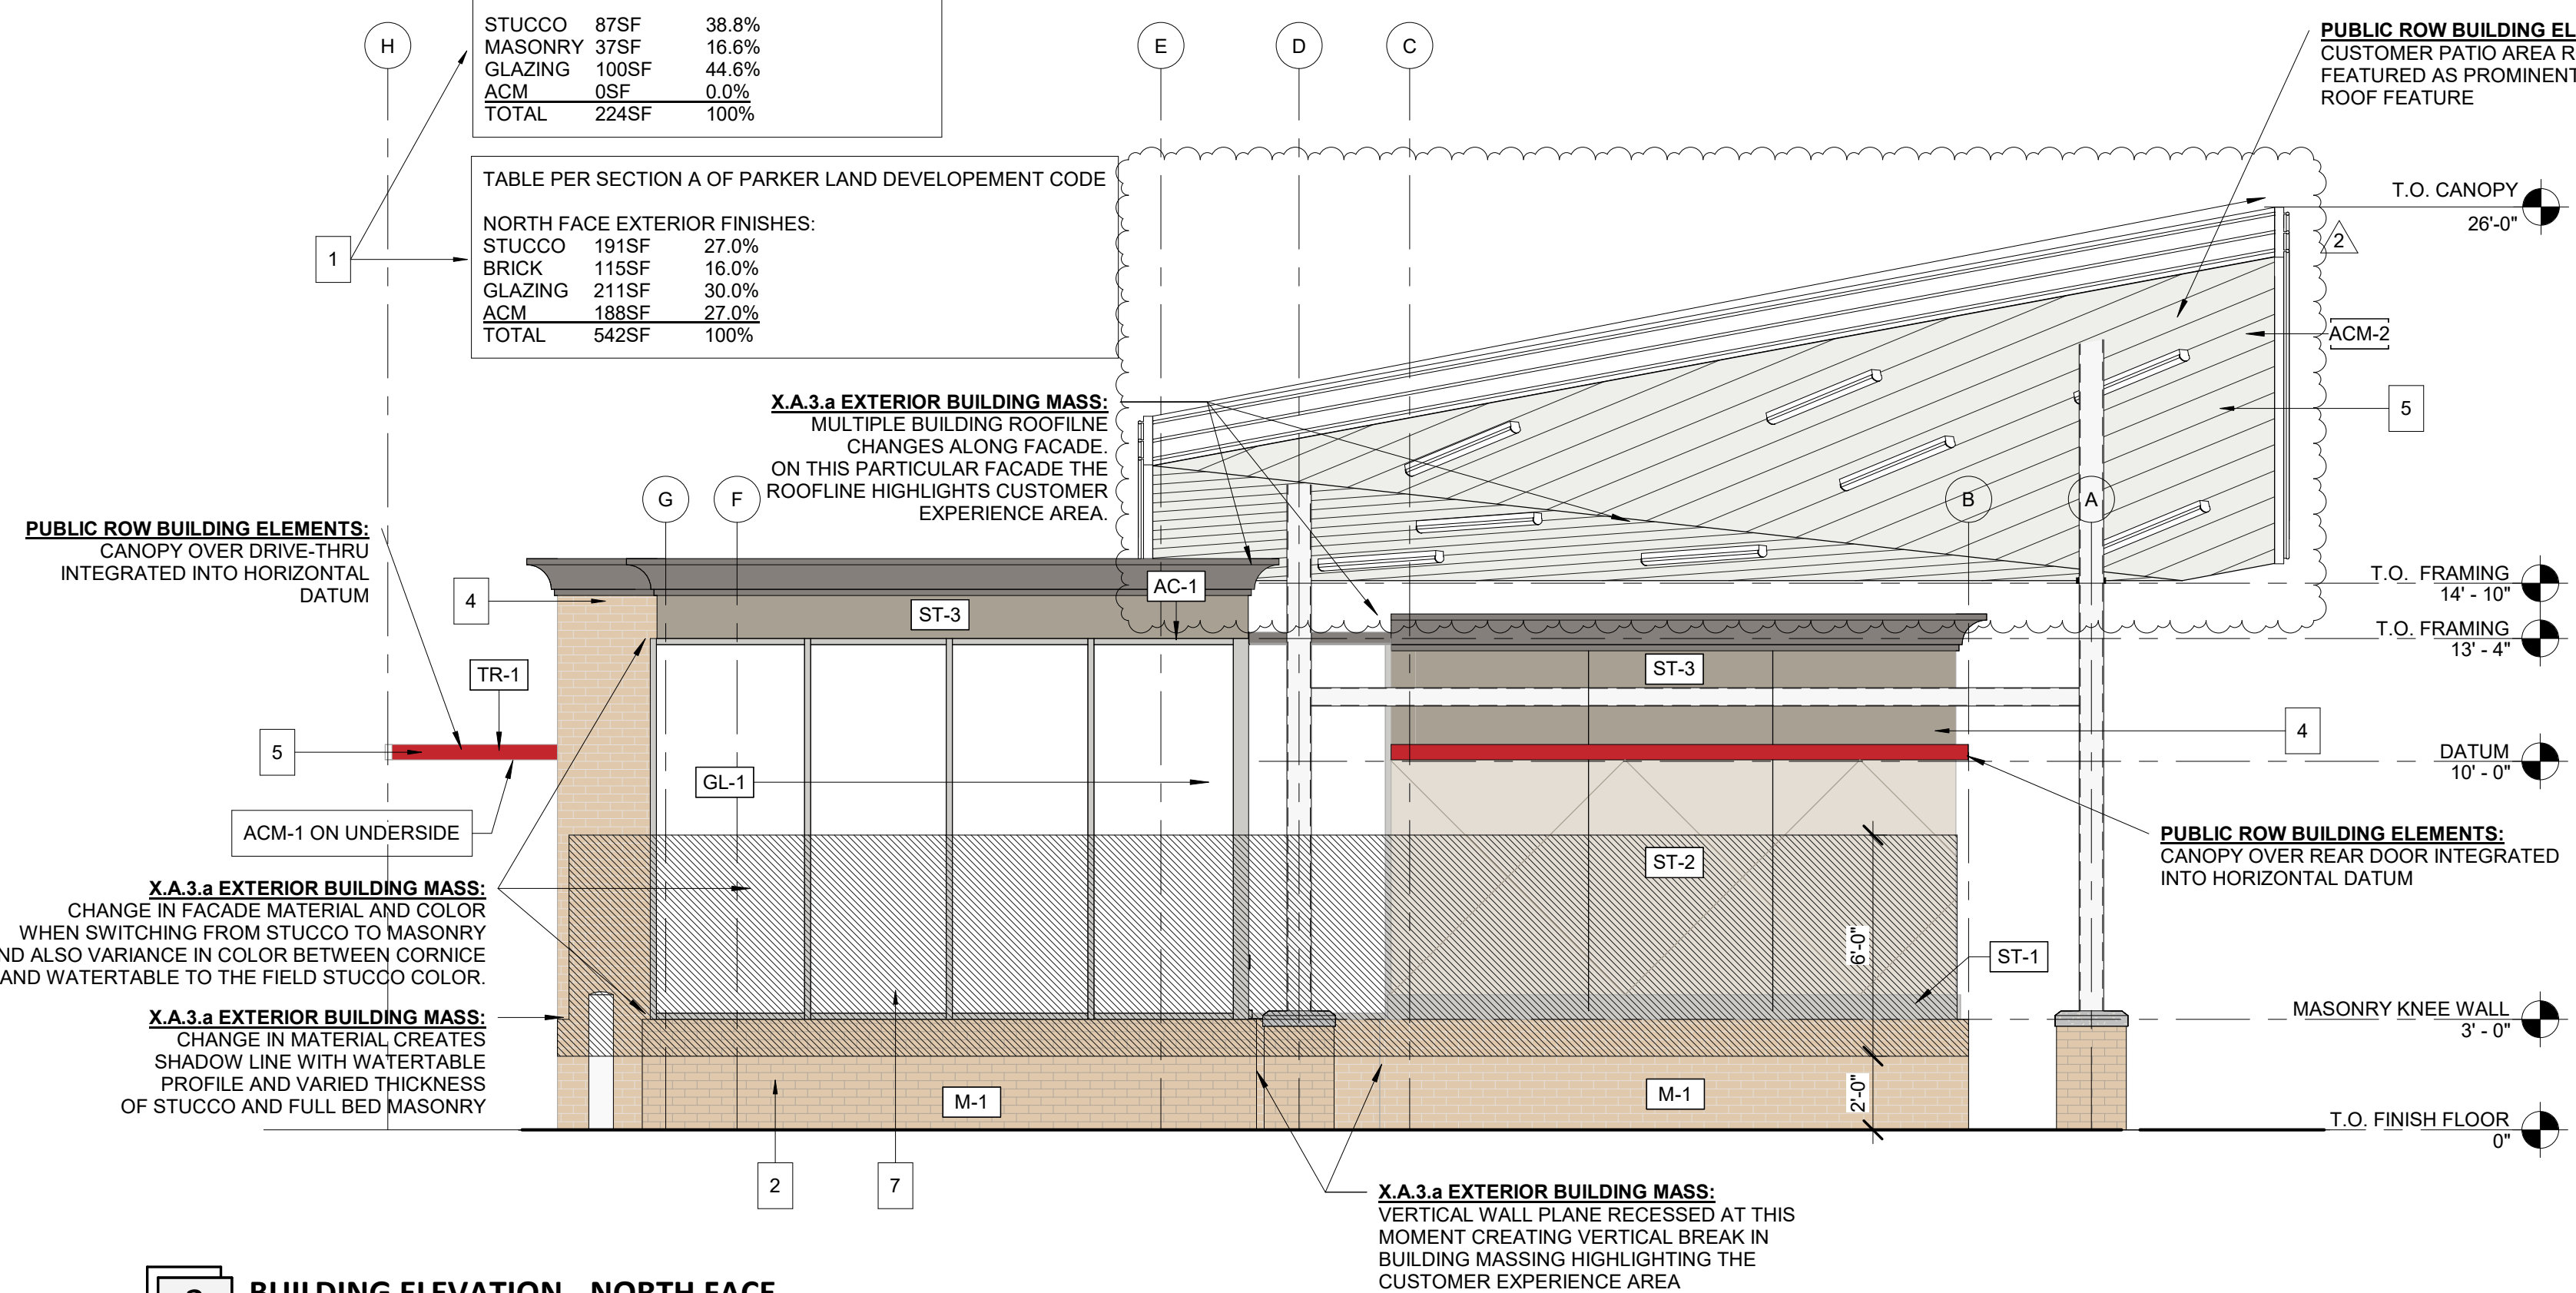 STUCCO 87SF 38.8%
MASONRY 37SF 16.6%
GLAZING 100SF 44.6%
ACM 0SF 0.0%
TOTAL 224SF 100%
H
E
D
C
PUBLIC ROW BUILDING EL
CUSTOMER PATIO AREA R
FEATURED AS PROMINENT
ROOF FEATURE
TABLE PER SECTION A OF PARKER LAND DEVELOPEMENT CODE
NORTH FACE EXTERIOR FINISHES:
STUCCO 191SF 27.0%
BRICK 115SF 16.0%
GLAZING 211SF 30.0%
ACM 188SF 27.0%
TOTAL 542SF 100%
1
T.O. CANOPY
26'-0"
2
ACM-2
5
X.A.3.a EXTERIOR BUILDING MASS:
MULTIPLE BUILDING ROOFILNE
CHANGES ALONG FACADE.
ON THIS PARTICULAR FACADE THE
ROOFLINE HIGHLIGHTS CUSTOMER
EXPERIENCE AREA.
G
F
B
A
PUBLIC ROW BUILDING ELEMENTS:
CANOPY OVER DRIVE-THRU
INTEGRATED INTO HORIZONTAL
DATUM
4
ST-3
AC-1
T.O. FRAMING
14' - 10"
T.O. FRAMING
13' - 4"
TR-1
ST-3
5
4
GL-1
DATUM
10' - 0"
ACM-1 ON UNDERSIDE
ST-2
PUBLIC ROW BUILDING ELEMENTS:
CANOPY OVER REAR DOOR INTEGRATED
INTO HORIZONTAL DATUM
X.A.3.a EXTERIOR BUILDING MASS:
CHANGE IN FACADE MATERIAL AND COLOR
WHEN SWITCHING FROM STUCCO TO MASONRY
ND ALSO VARIANCE IN COLOR BETWEEN CORNICE
AND WATERTABLE TO THE FIELD STUCCO COLOR.
6'-0"
ST-1
X.A.3.a EXTERIOR BUILDING MASS:
CHANGE IN MATERIAL CREATES
SHADOW LINE WITH WATERTABLE
PROFILE AND VARIED THICKNESS
OF STUCCO AND FULL BED MASONRY
MASONRY KNEE WALL
3' - 0"
M-1
M-1
2'-0"
T.O. FINISH FLOOR
0"
2
7
X.A.3.a EXTERIOR BUILDING MASS:
VERTICAL WALL PLANE RECESSED AT THIS
MOMENT CREATING VERTICAL BREAK IN
BUILDING MASSING HIGHLIGHTING THE
CUSTOMER EXPERIENCE AREA
BUILDING ELEVATION - NORTH FACE